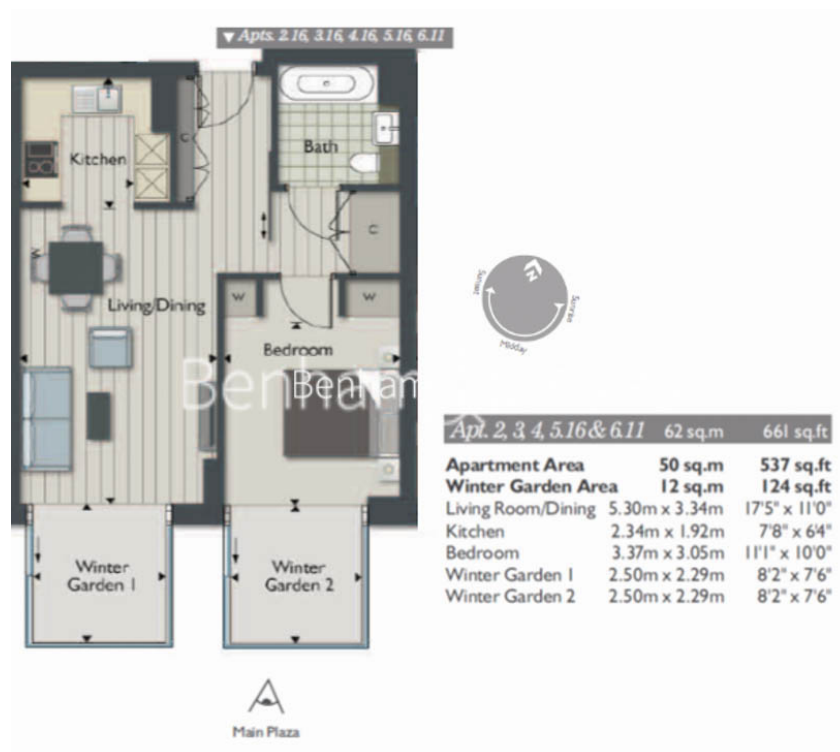 ▼ Apts. 2.16, 3.16, 4.16, 5.16, 6.11
Kitchen
C
Bath
C
Living/Dining
W
W
Bedroom
Benham
Benham
Winter
Garden 1
Winter
Garden 2
Main Plaza
N
Sunset
Sunrise
Midday
Apt. 2, 3, 4, 5.16 & 6.11 62 sq.m 661 sq.ft
Apartment Area 50 sq.m 537 sq.ft
Winter Garden Area 12 sq.m 124 sq.ft
Living Room/Dining 5.30m x 3.34m 17'5" x 11'0"
Kitchen 2.34m x 1.92m 7'8" x 6'4"
Bedroom 3.37m x 3.05m 11'1" x 10'0"
Winter Garden 1 2.50m x 2.29m 8'2" x 7'6"
Winter Garden 2 2.50m x 2.29m 8'2" x 7'6"